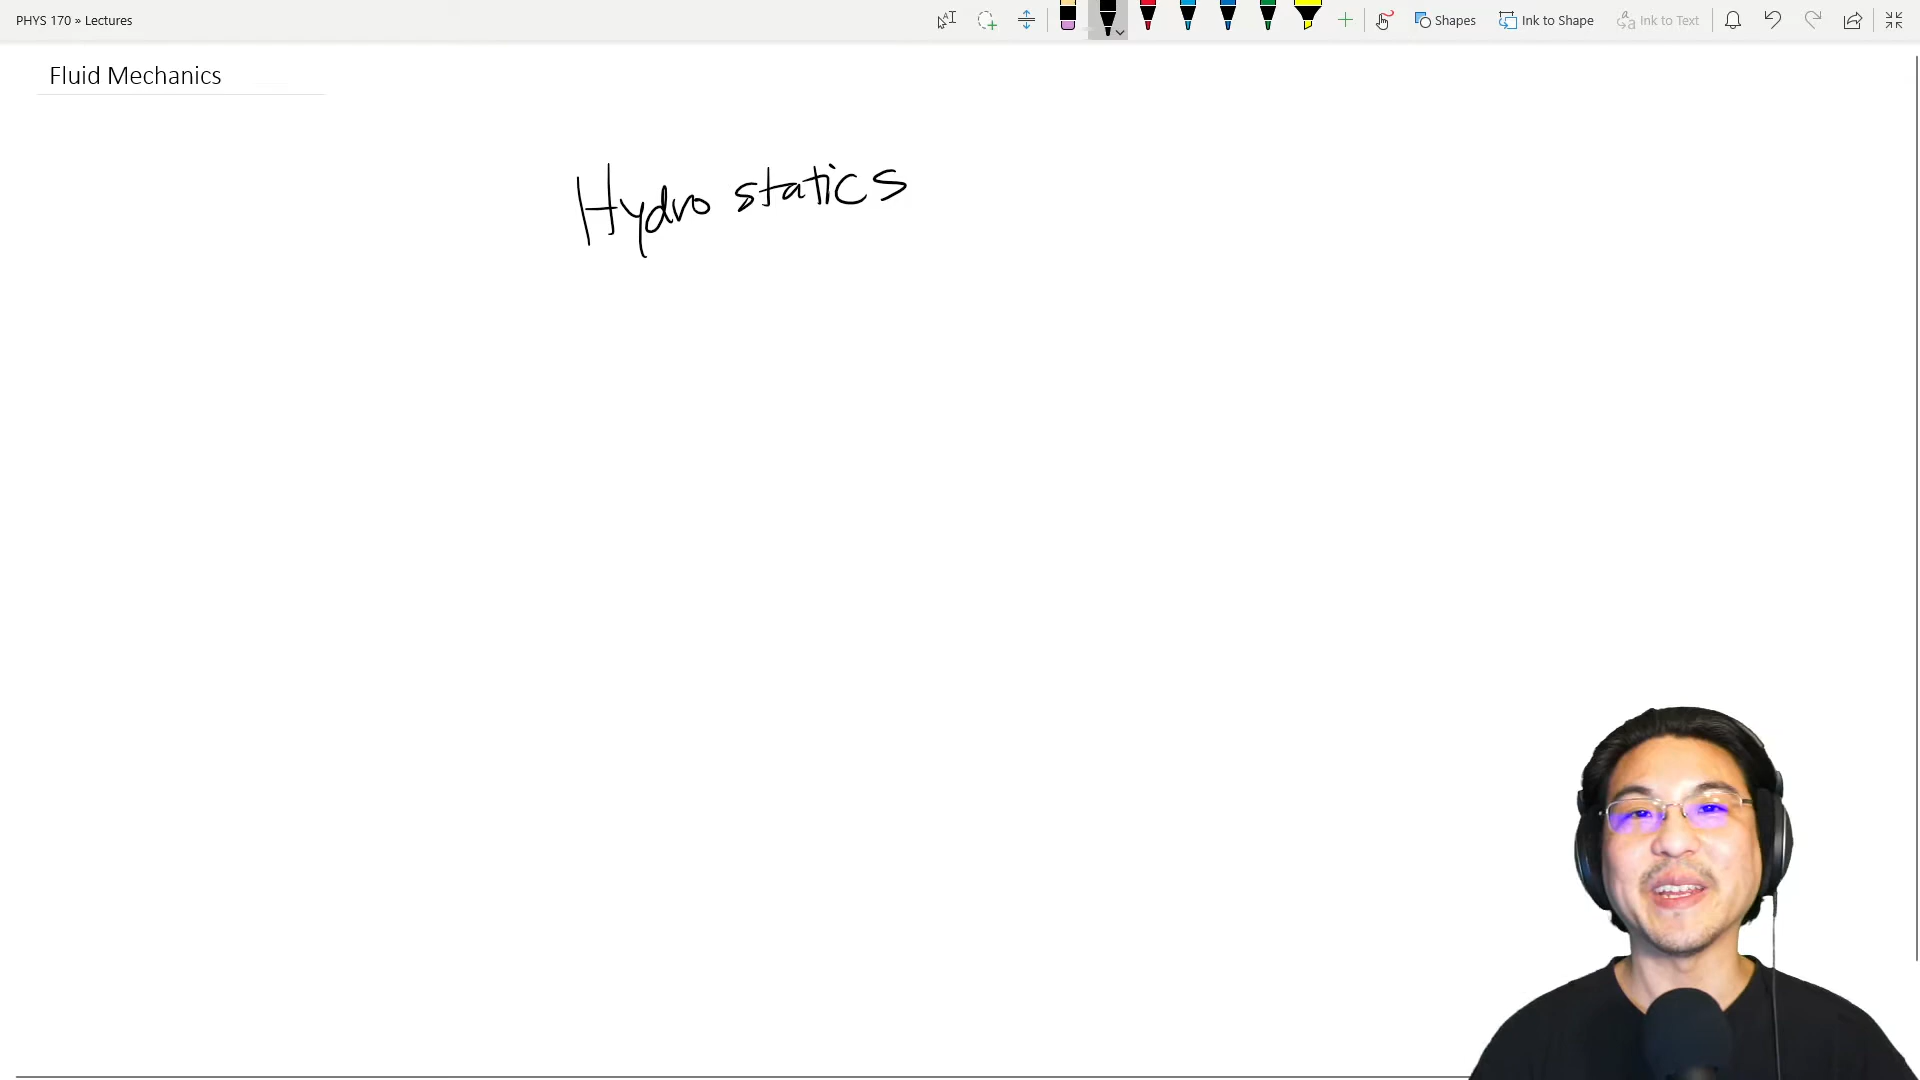 PHYS 170 » Lectures
Shapes Ink to Shape Ink to Text
Fluid Mechanics
Hydro statics